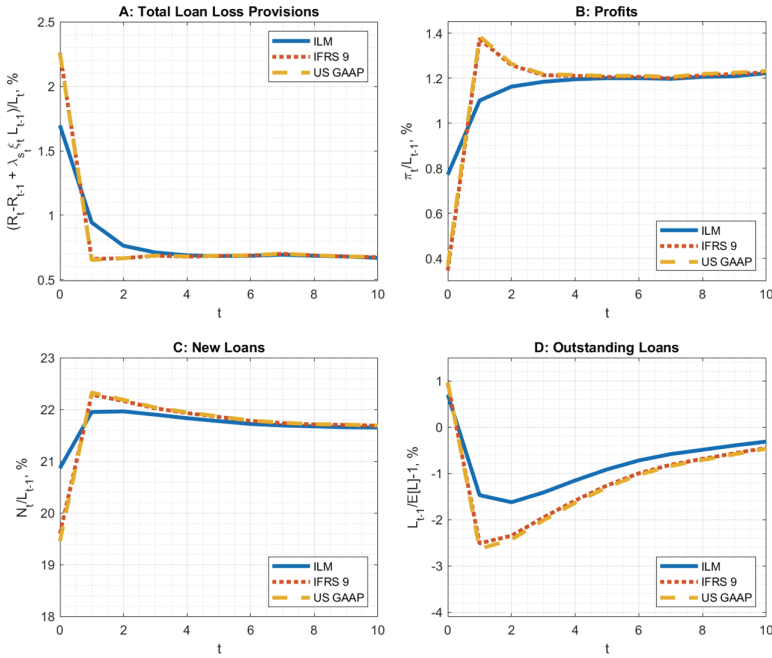 A: Total Loan Loss Provisions
2.5
2
1.5
1
0.5
(R_t-R_{t-1} + λ_{s_t} ξ_t L_{t-1})/L_t, %
ILM
IFRS 9
US GAAP
0 2 4 6 8 10
t
B: Profits
1.4
1.2
1.0
0.8
0.6
0.4
π_t/L_{t-1}, %
ILM
IFRS 9
US GAAP
0 2 4 6 8 10
t
C: New Loans
23
22
21
20
19
18
N_t/L_{t-1}, %
ILM
IFRS 9
US GAAP
0 2 4 6 8 10
t
D: Outstanding Loans
1
0
-1
-2
-3
-4
L_{t-1}/E[L]-1, %
ILM
IFRS 9
US GAAP
0 2 4 6 8 10
t